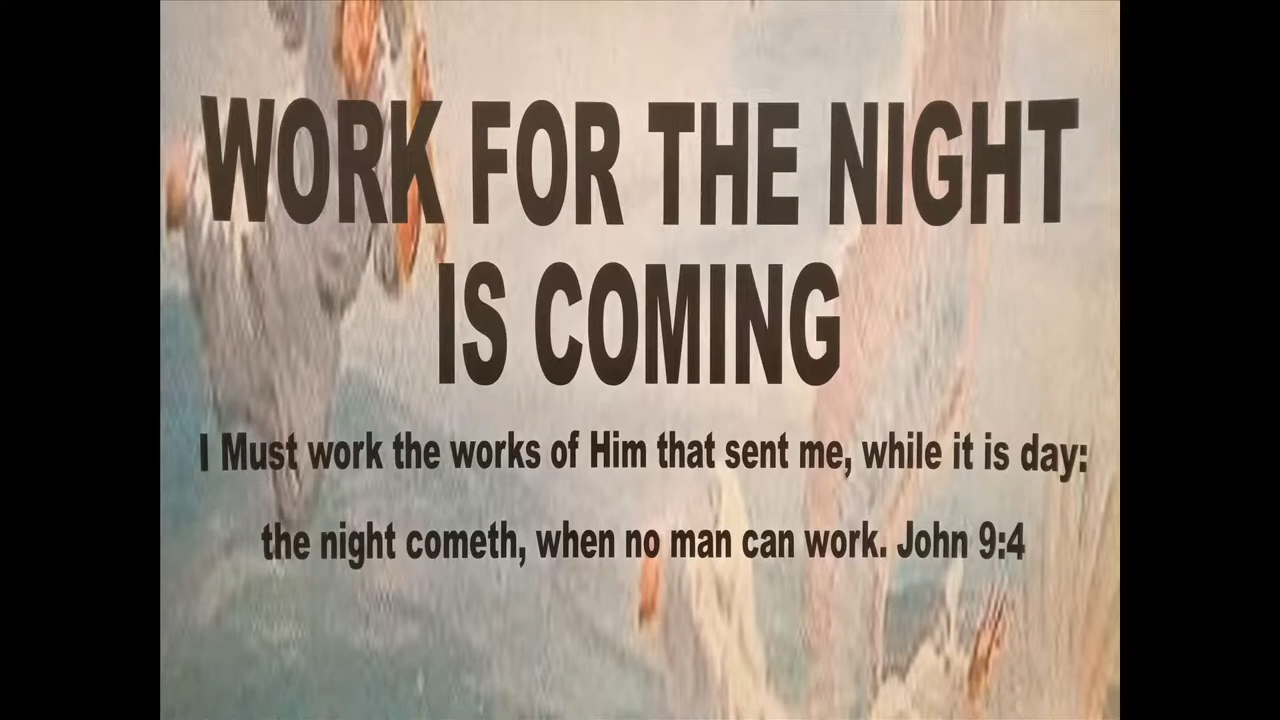 WORK FOR THE NIGHT
IS COMING
I Must work the works of Him that sent me, while it is day:
the night cometh, when no man can work. John 9:4